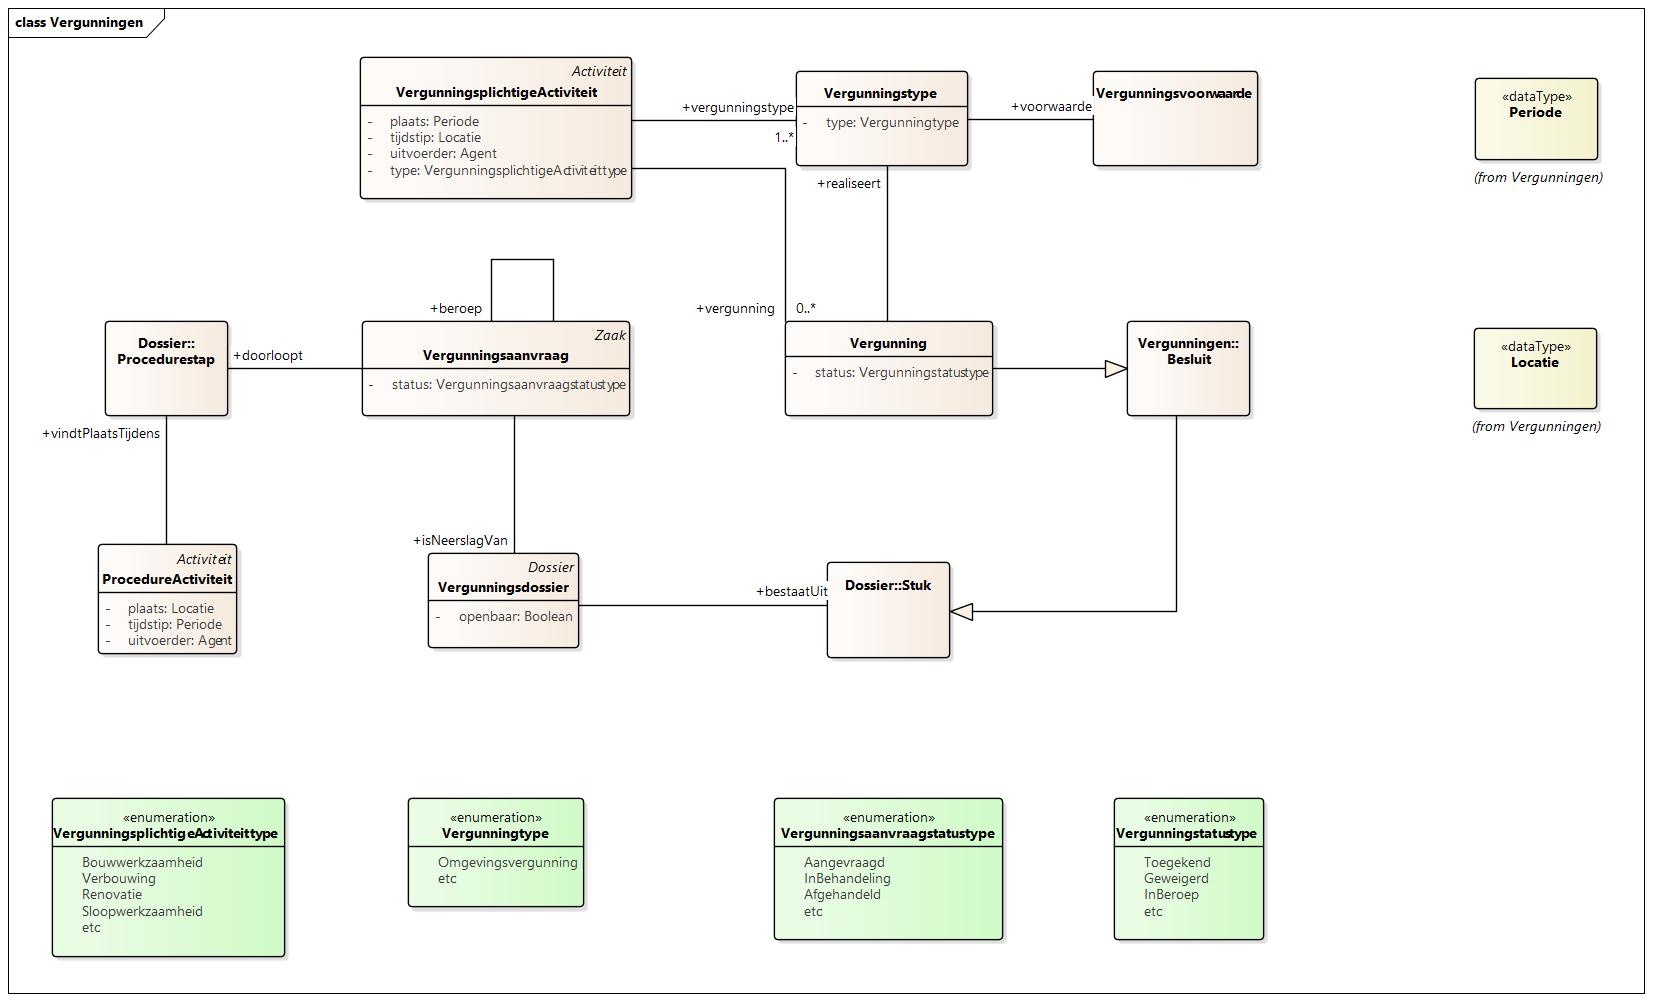 class Vergunningen
Activiteit
VergunningsplichtigeActiviteit
- plaats: Periode
- tijdstip: Locatie
- uitvoerder: Agent
- type: VergunningsplichtigeActiviteittype
+vergunningstype
1..*
Vergunningstype
- type: Vergunningtype
+voorwaarde
Vergunningsvoorwaarde
«dataType»
Periode
(from Vergunningen)
+realiseert
+beroep
+vergunning
0..*
Dossier::
Procedurestap
+doorloopt
Zaak
Vergunningsaanvraag
- status: Vergunningsaanvraagstatustype
Vergunning
- status: Vergunningstatustype
Vergunningen::
Besluit
«dataType»
Locatie
(from Vergunningen)
+vindtPlaatsTijdens
+isNeerslagVan
Activiteit
ProcedureActiviteit
- plaats: Locatie
- tijdstip: Periode
- uitvoerder: Agent
Dossier
Vergunningsdossier
- openbaar: Boolean
+bestaatUit
Dossier::Stuk
«enumeration»
VergunningsplichtigeActiviteittype
Bouwwerkzaamheid
Verbouwing
Renovatie
Sloopwerkzaamheid
etc
«enumeration»
Vergunningtype
Omgevingsvergunning
etc
«enumeration»
Vergunningsaanvraagstatustype
Aangevraagd
InBehandeling
Afgehandeld
etc
«enumeration»
Vergunningstatustype
Toegekend
Geweigerd
InBeroep
etc